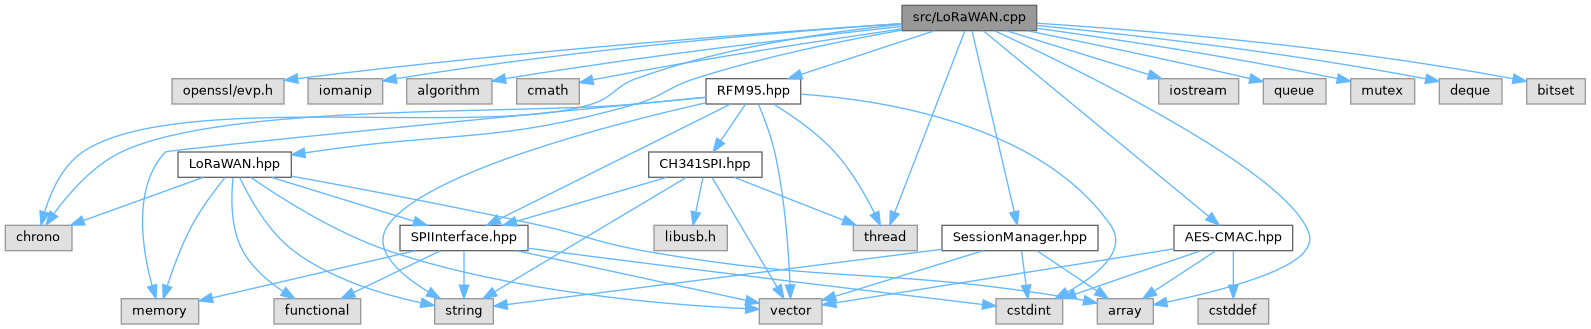 src/LoRaWAN.cpp
openssl/evp.h
iomanip
algorithm
cmath
RFM95.hpp
iostream
queue
mutex
deque
bitset
LoRaWAN.hpp
CH341SPI.hpp
chrono
SPIInterface.hpp
libusb.h
thread
SessionManager.hpp
AES-CMAC.hpp
memory
functional
string
vector
cstdint
array
cstddef